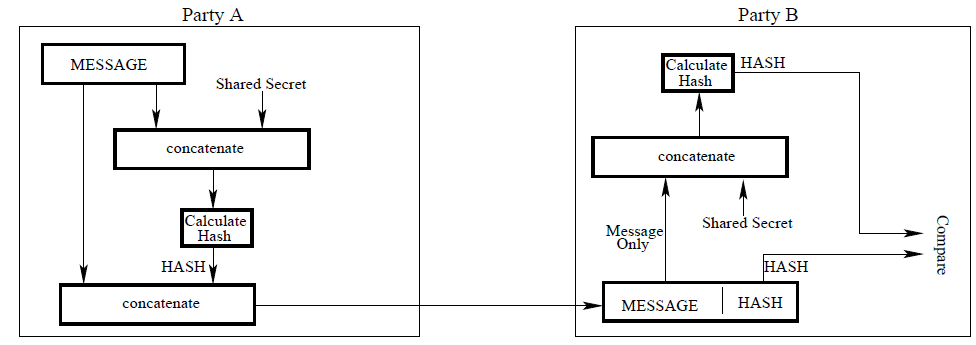 Party A
MESSAGE
Shared Secret
concatenate
Calculate
Hash
HASH
concatenate
Party B
Calculate
Hash
HASH
concatenate
Message
Only
Shared Secret
Compare
HASH
MESSAGE
HASH